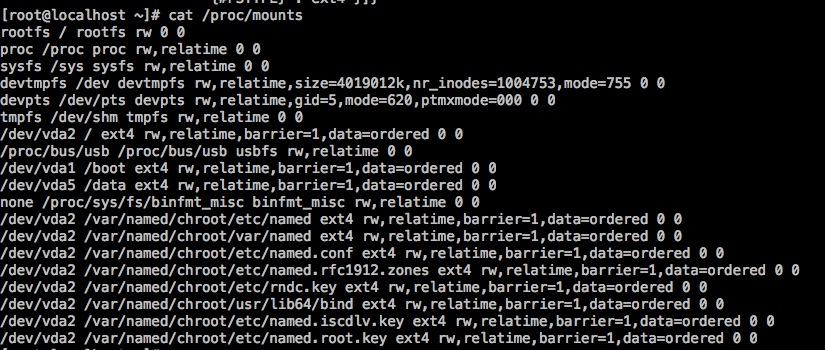 [root@localhost ~]# cat /proc/mounts
rootfs / rootfs rw 0 0
proc /proc proc rw,relatime 0 0
sysfs /sys sysfs rw,relatime 0 0
devtmpfs /dev devtmpfs rw,relatime,size=4019012k,nr_inodes=1004753,mode=755 0 0
devpts /dev/pts devpts rw,relatime,gid=5,mode=620,ptmxmode=000 0 0
tmpfs /dev/shm tmpfs rw,relatime 0 0
/dev/vda2 / ext4 rw,relatime,barrier=1,data=ordered 0 0
/proc/bus/usb /proc/bus/usb usbfs rw,relatime 0 0
/dev/vda1 /boot ext4 rw,relatime,barrier=1,data=ordered 0 0
/dev/vda5 /data ext4 rw,relatime,barrier=1,data=ordered 0 0
none /proc/sys/fs/binfmt_misc binfmt_misc rw,relatime 0 0
/dev/vda2 /var/named/chroot/etc/named ext4 rw,relatime,barrier=1,data=ordered 0 0
/dev/vda2 /var/named/chroot/var/named ext4 rw,relatime,barrier=1,data=ordered 0 0
/dev/vda2 /var/named/chroot/etc/named.conf ext4 rw,relatime,barrier=1,data=ordered 0 0
/dev/vda2 /var/named/chroot/etc/named.rfc1912.zones ext4 rw,relatime,barrier=1,data=ordered 0 0
/dev/vda2 /var/named/chroot/etc/rndc.key ext4 rw,relatime,barrier=1,data=ordered 0 0
/dev/vda2 /var/named/chroot/usr/lib64/bind ext4 rw,relatime,barrier=1,data=ordered 0 0
/dev/vda2 /var/named/chroot/etc/named.iscdlv.key ext4 rw,relatime,barrier=1,data=ordered 0 0
/dev/vda2 /var/named/chroot/etc/named.root.key ext4 rw,relatime,barrier=1,data=ordered 0 0